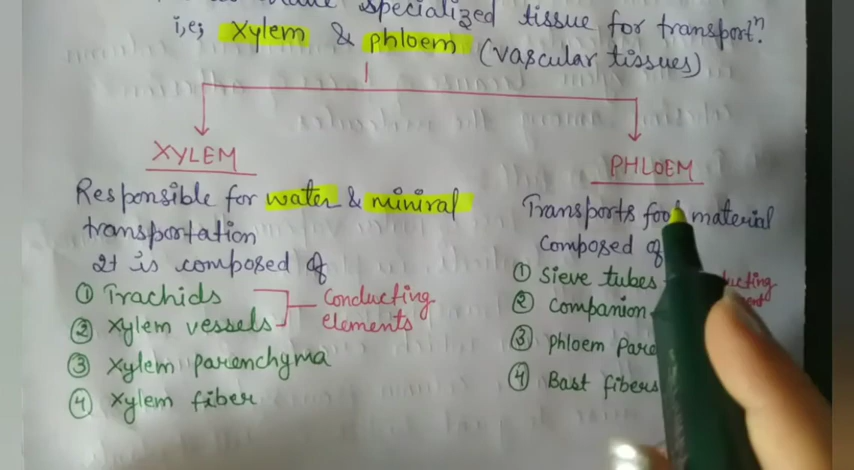 specialized tissue for transportⁿ.
i,e; xylem & phloem (vascular tissues)
XYLEM
Responsible for water & miniral
transportation
It is composed of
① Trachids
② Xylem vessels
Conducting
elements
③ Xylem parenchyma
④ Xylem fiber
PHLOEM
Transports food material
composed of
① Sieve tubes
② Companion
③ Phloem
④ Bast fibers